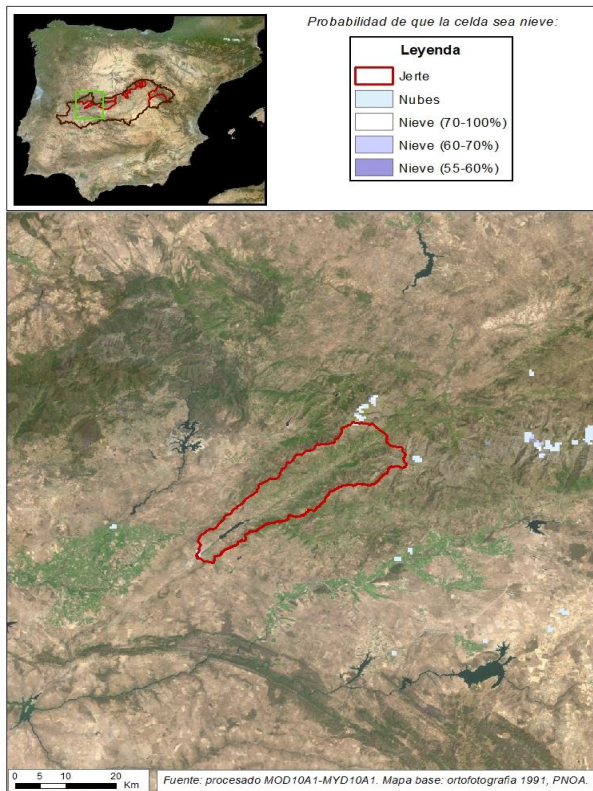 Probabilidad de que la celda sea nieve:
Leyenda
Jerte
Nubes
Nieve (70-100%)
Nieve (60-70%)
Nieve (55-60%)
0 5 10 20
Km
Fuente: procesado MOD10A1-MYD10A1. Mapa base: ortofotografia 1991, PNOA.